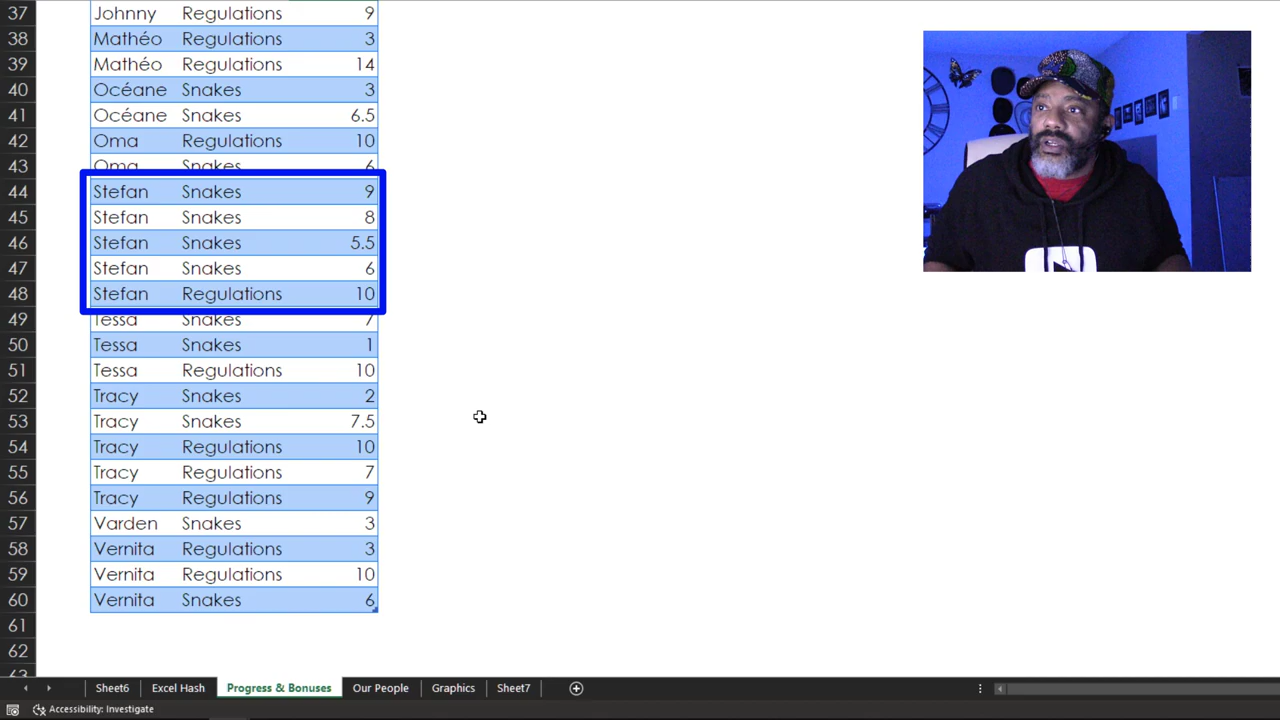 37 Johnny Regulations 9
38 Mathéo Regulations 3
39 Mathéo Regulations 14
40 Océane Snakes 3
41 Océane Snakes 6.5
42 Oma Regulations 10
43 Oma Snakes 6
44 Stefan Snakes 9
45 Stefan Snakes 8
46 Stefan Snakes 5.5
47 Stefan Snakes 6
48 Stefan Regulations 10
49 Tessa Snakes 7
50 Tessa Snakes 1
51 Tessa Regulations 10
52 Tracy Snakes 2
53 Tracy Snakes 7.5
54 Tracy Regulations 10
55 Tracy Regulations 7
56 Tracy Regulations 9
57 Varden Snakes 3
58 Vernita Regulations 3
59 Vernita Regulations 10
60 Vernita Snakes 6
61
62
63
Sheet6 Excel Hash Progress & Bonuses Our People Graphics Sheet7
Accessibility: Investigate